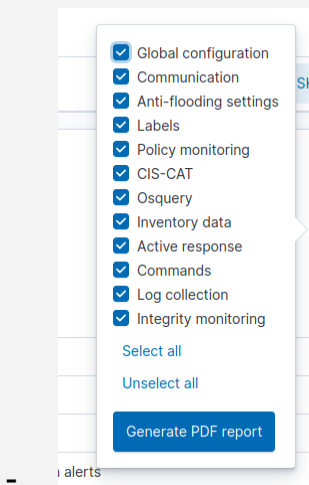 Global configuration
Communication
Anti-flooding settings
Labels
Policy monitoring
CIS-CAT
Osquery
Inventory data
Active response
Commands
Log collection
Integrity monitoring
Select all
Unselect all
Generate PDF report
alerts